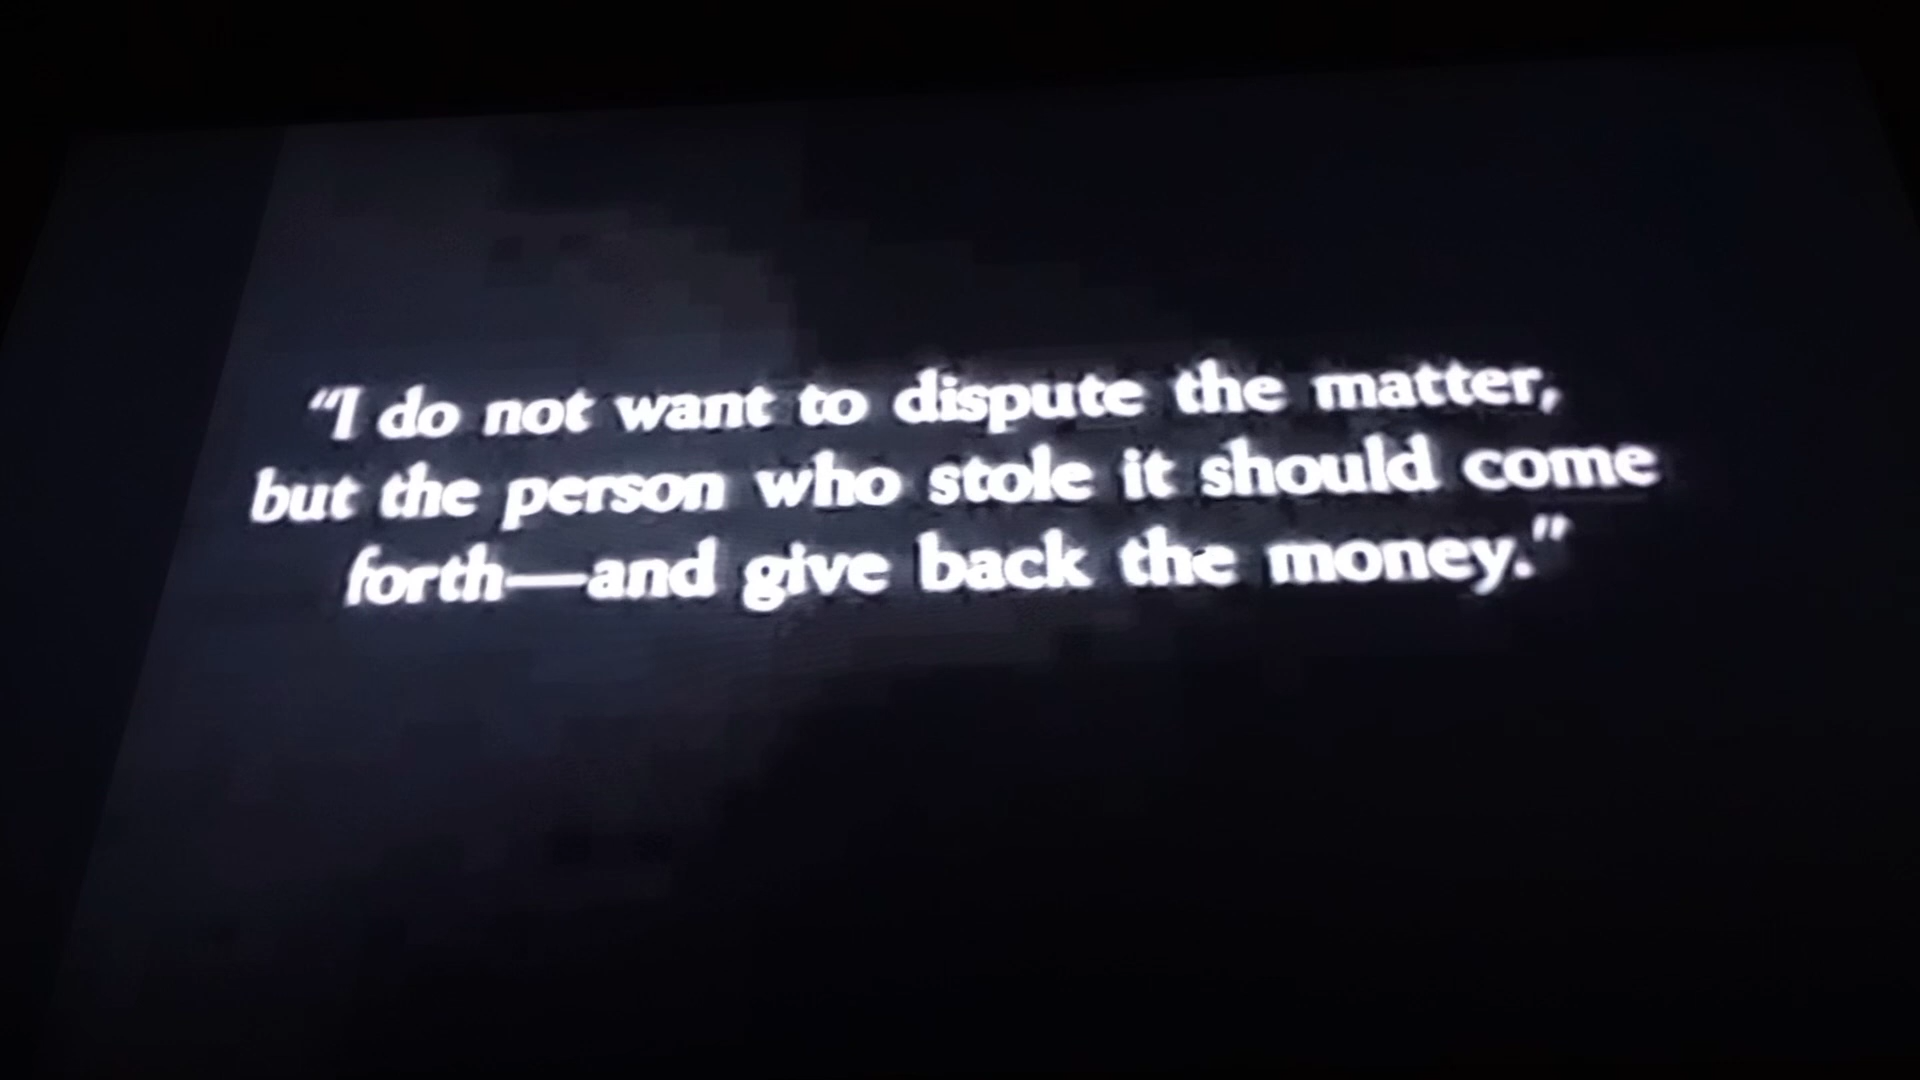 “I do not want to dispute the matter,
but the person who stole it should come
forth—and give back the money.”